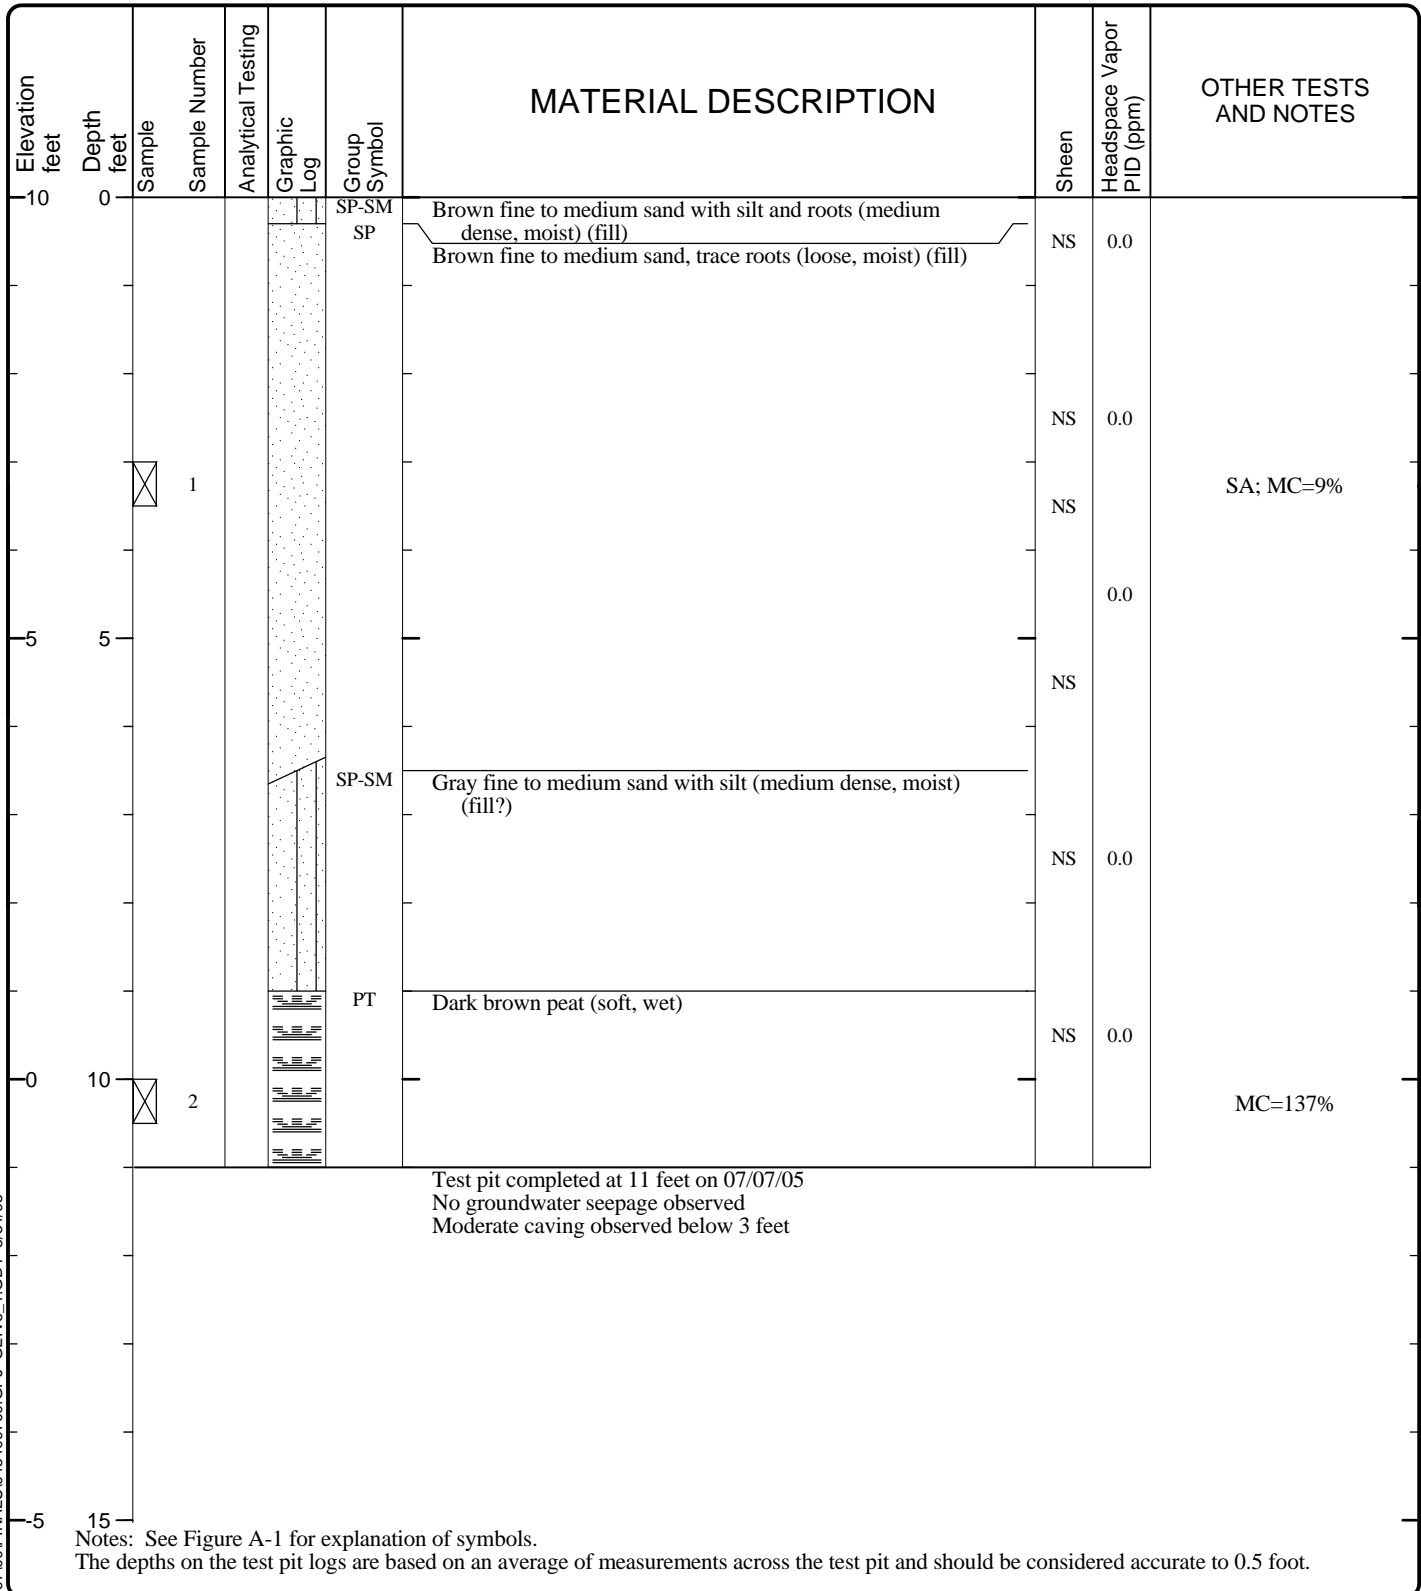 Elevation
feet
Depth
feet
Sample
Sample Number
Analytical Testing
Graphic
Log
Group
Symbol
MATERIAL DESCRIPTION
Sheen
Headspace Vapor
PID (ppm)
OTHER TESTS
AND NOTES
10 0
SP-SM Brown fine to medium sand with silt and roots (medium
dense, moist) (fill)
SP NS 0.0
Brown fine to medium sand, trace roots (loose, moist) (fill)
NS 0.0
1 SA; MC=9%
NS
0.0
5 5
NS
SP-SM Gray fine to medium sand with silt (medium dense, moist)
(fill?)
NS 0.0
PT Dark brown peat (soft, wet)
NS 0.0
0 10
2 MC=137%
Test pit completed at 11 feet on 07/07/05
No groundwater seepage observed
Moderate caving observed below 3 feet
-5 15
Notes: See Figure A-1 for explanation of symbols.
The depths on the test pit logs are based on an average of measurements across the test pit and should be considered accurate to 0.5 foot.